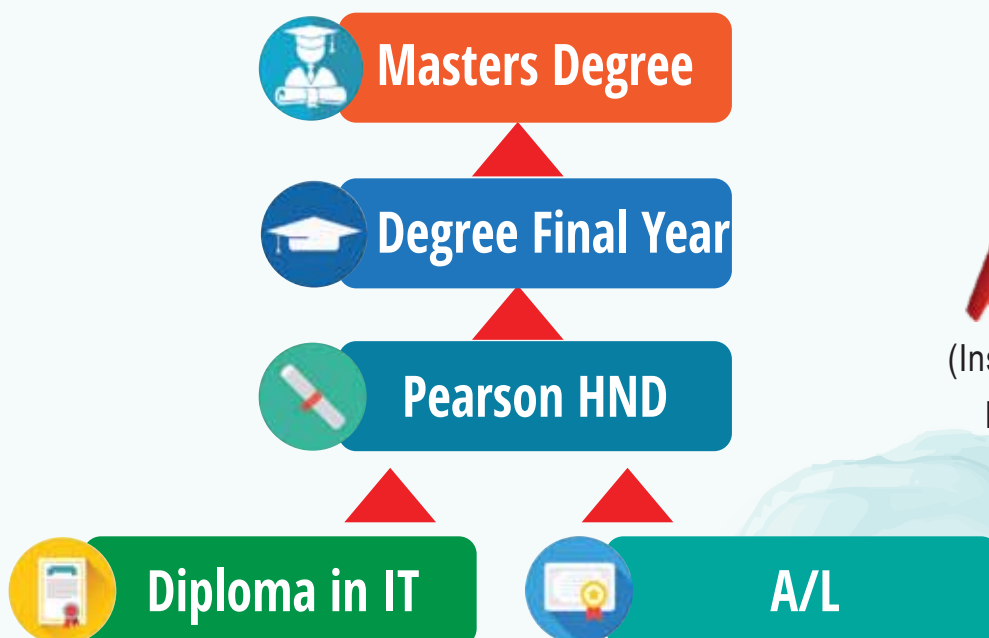 Masters Degree
Degree Final Year
Pearson HND
Diploma in IT
A/L